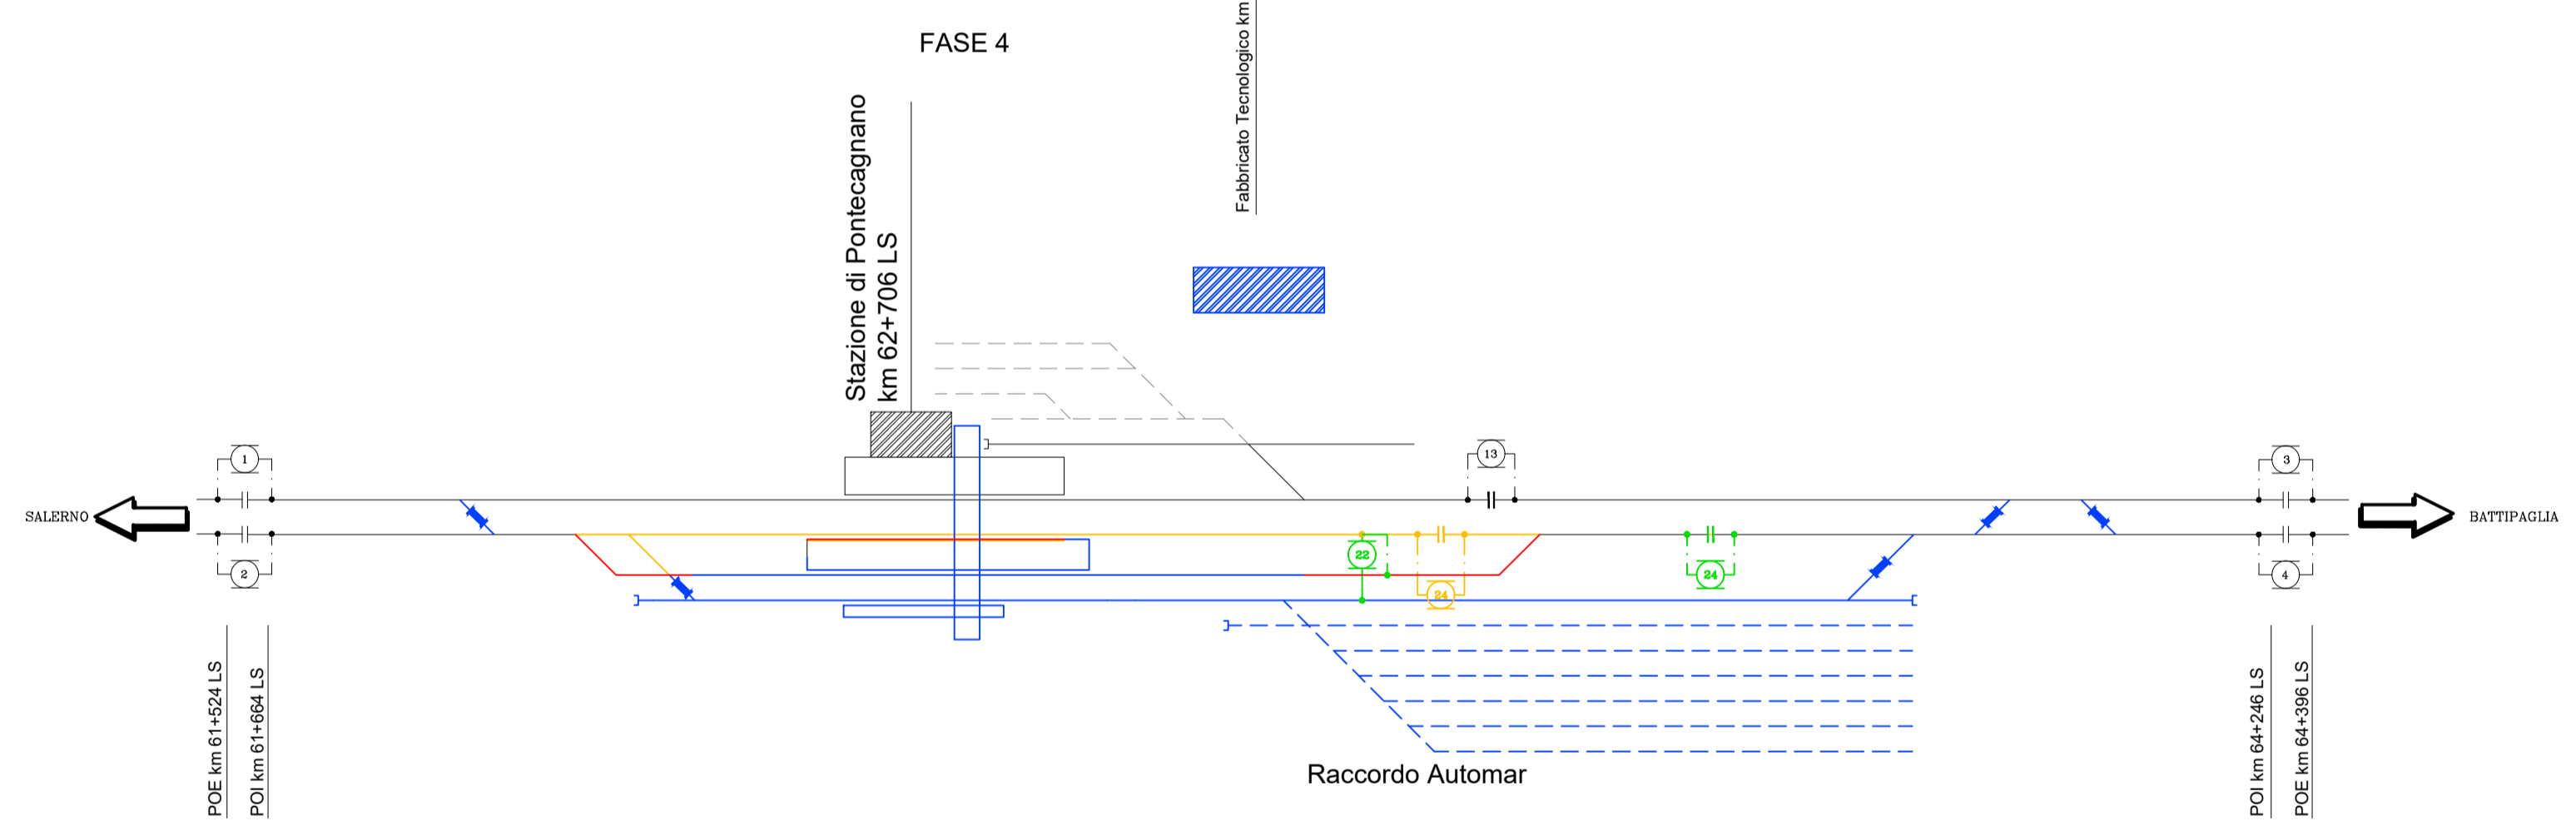 FASE 4
Fabbricato Tecnologico km
Stazione di Pontecagnano
km 62+706 LS
1
13
3
SALERNO
BATTIPAGLIA
22
2
24
24
4
POE km 61+524 LS
POI km 61+664 LS
POI km 64+246 LS
POE km 64+396 LS
Raccordo Automar